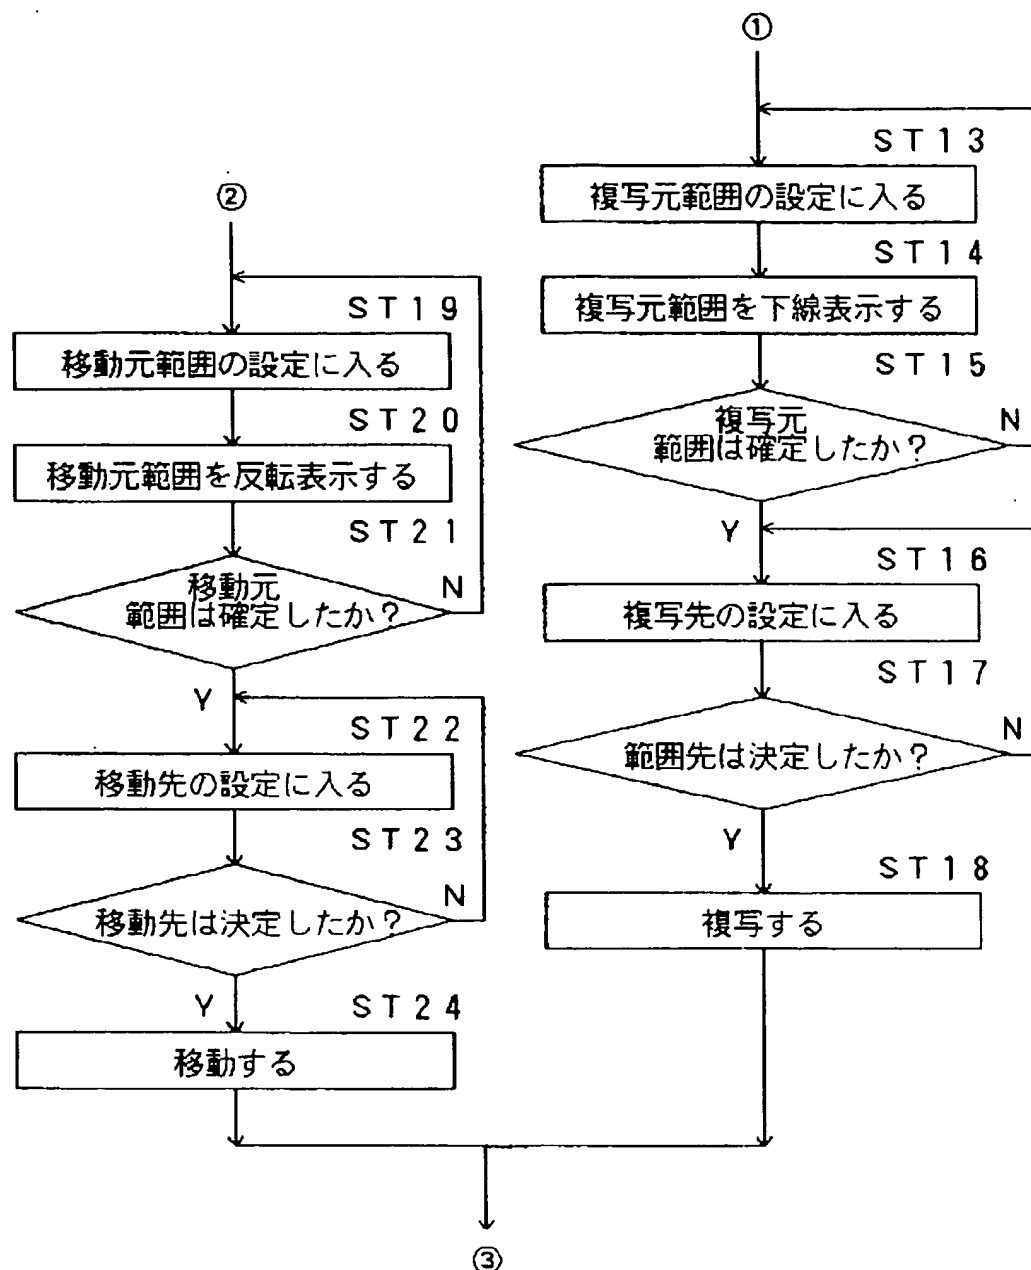 ①
ST13
複写元範囲の設定に入る
ST14
複写元範囲を下線表示する
ST15
複写元
範囲は確定したか?
N
Y
ST16
複写先の設定に入る
ST17
範囲先は決定したか?
N
Y
ST18
複写する
②
ST19
移動元範囲の設定に入る
ST20
移動元範囲を反転表示する
ST21
移動元
範囲は確定したか?
N
Y
ST22
移動先の設定に入る
ST23
移動先は決定したか?
N
Y
ST24
移動する
③